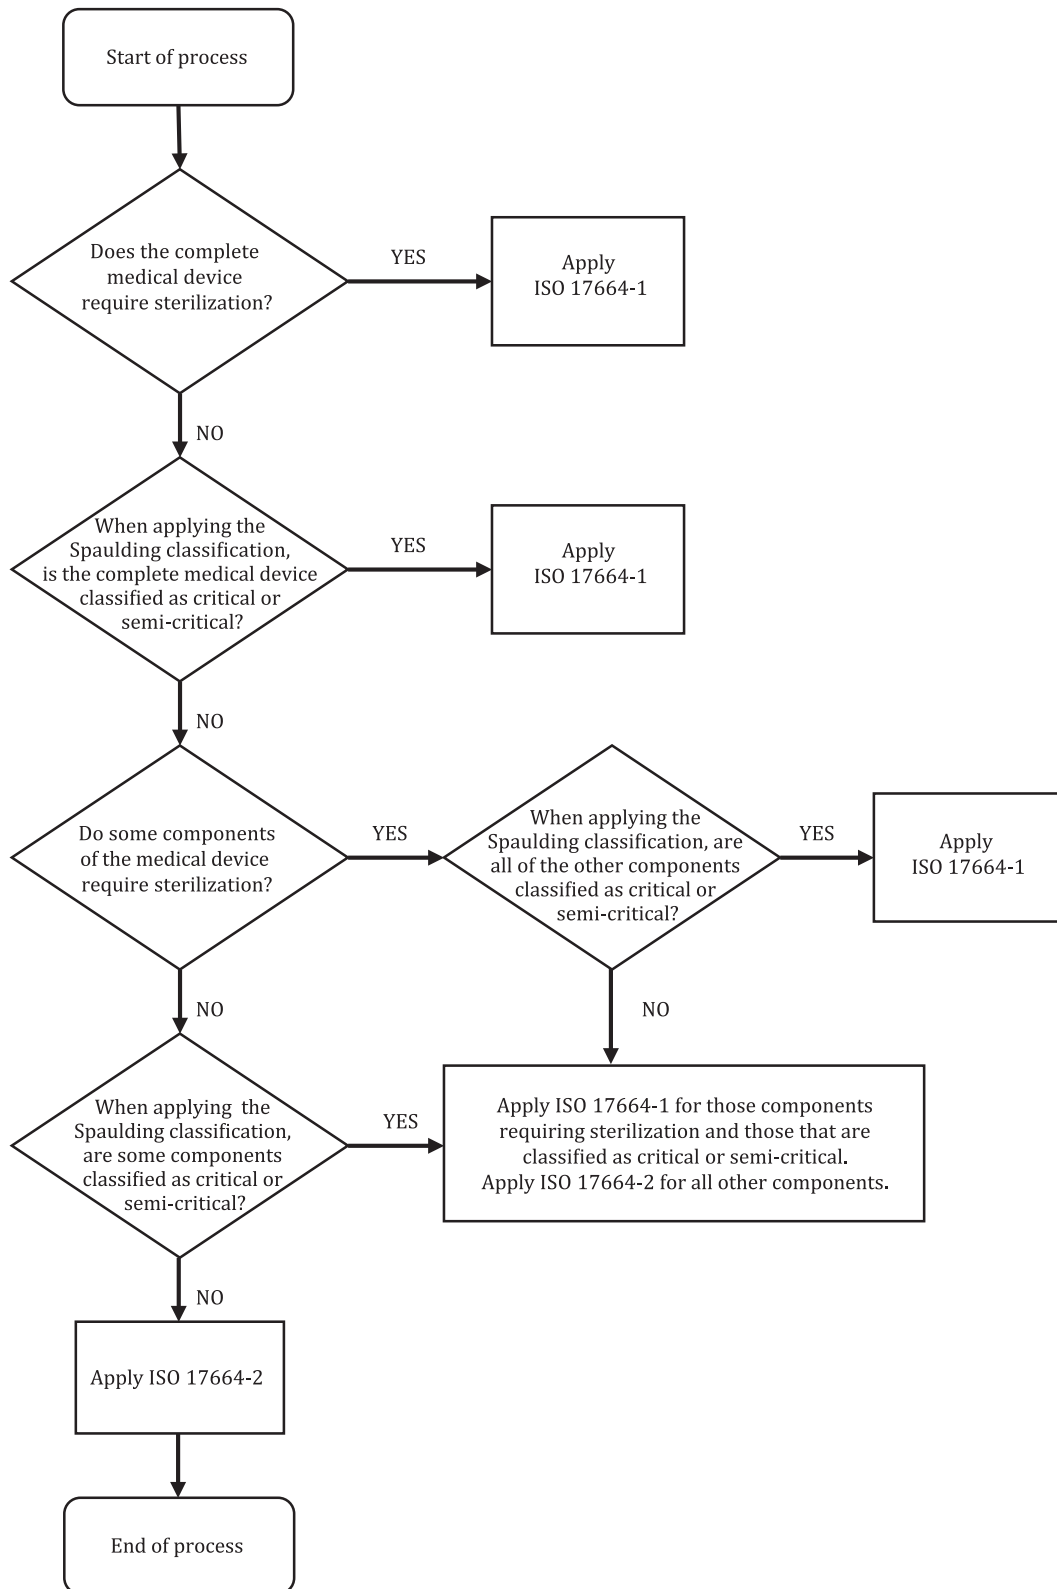 Start of process
Does the complete
medical device
require sterilization?
YES
Apply
ISO 17664-1
NO
When applying the
Spaulding classification,
is the complete medical device
classified as critical or
semi-critical?
YES
Apply
ISO 17664-1
NO
Do some components
of the medical device
require sterilization?
YES
When applying the
Spaulding classification, are
all of the other components
classified as critical or
semi-critical?
YES
Apply
ISO 17664-1
NO
NO
When applying the
Spaulding classification,
are some components
classified as critical or
semi-critical?
YES
Apply ISO 17664-1 for those components
requiring sterilization and those that are
classified as critical or semi-critical.
Apply ISO 17664-2 for all other components.
NO
Apply ISO 17664-2
End of process